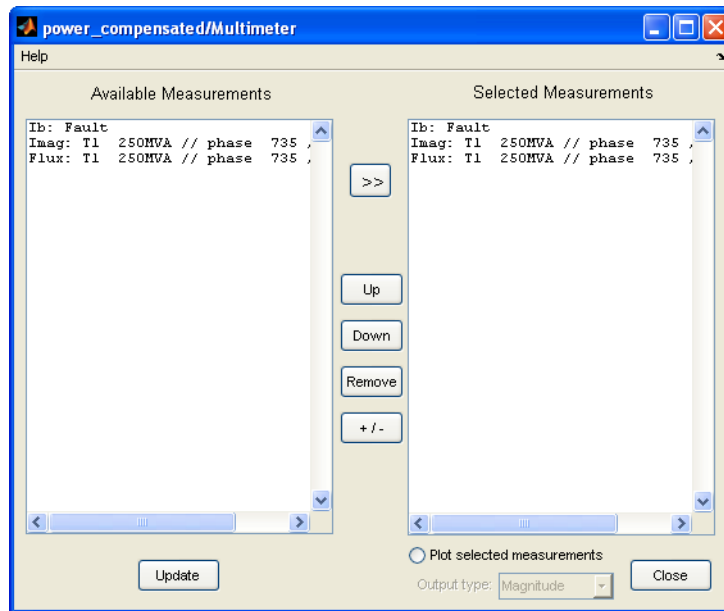 power_compensated/Multimeter
Help
Available Measurements
Selected Measurements
Ib: Fault
Imag: T1 250MVA // phase 735 ,
Flux: T1 250MVA // phase 735 ,
>>
Up
Down
Remove
+ / -
Ib: Fault
Imag: T1 250MVA // phase 735 ,
Flux: T1 250MVA // phase 735 ,
Plot selected measurements
Update
Output type: Magnitude
Close